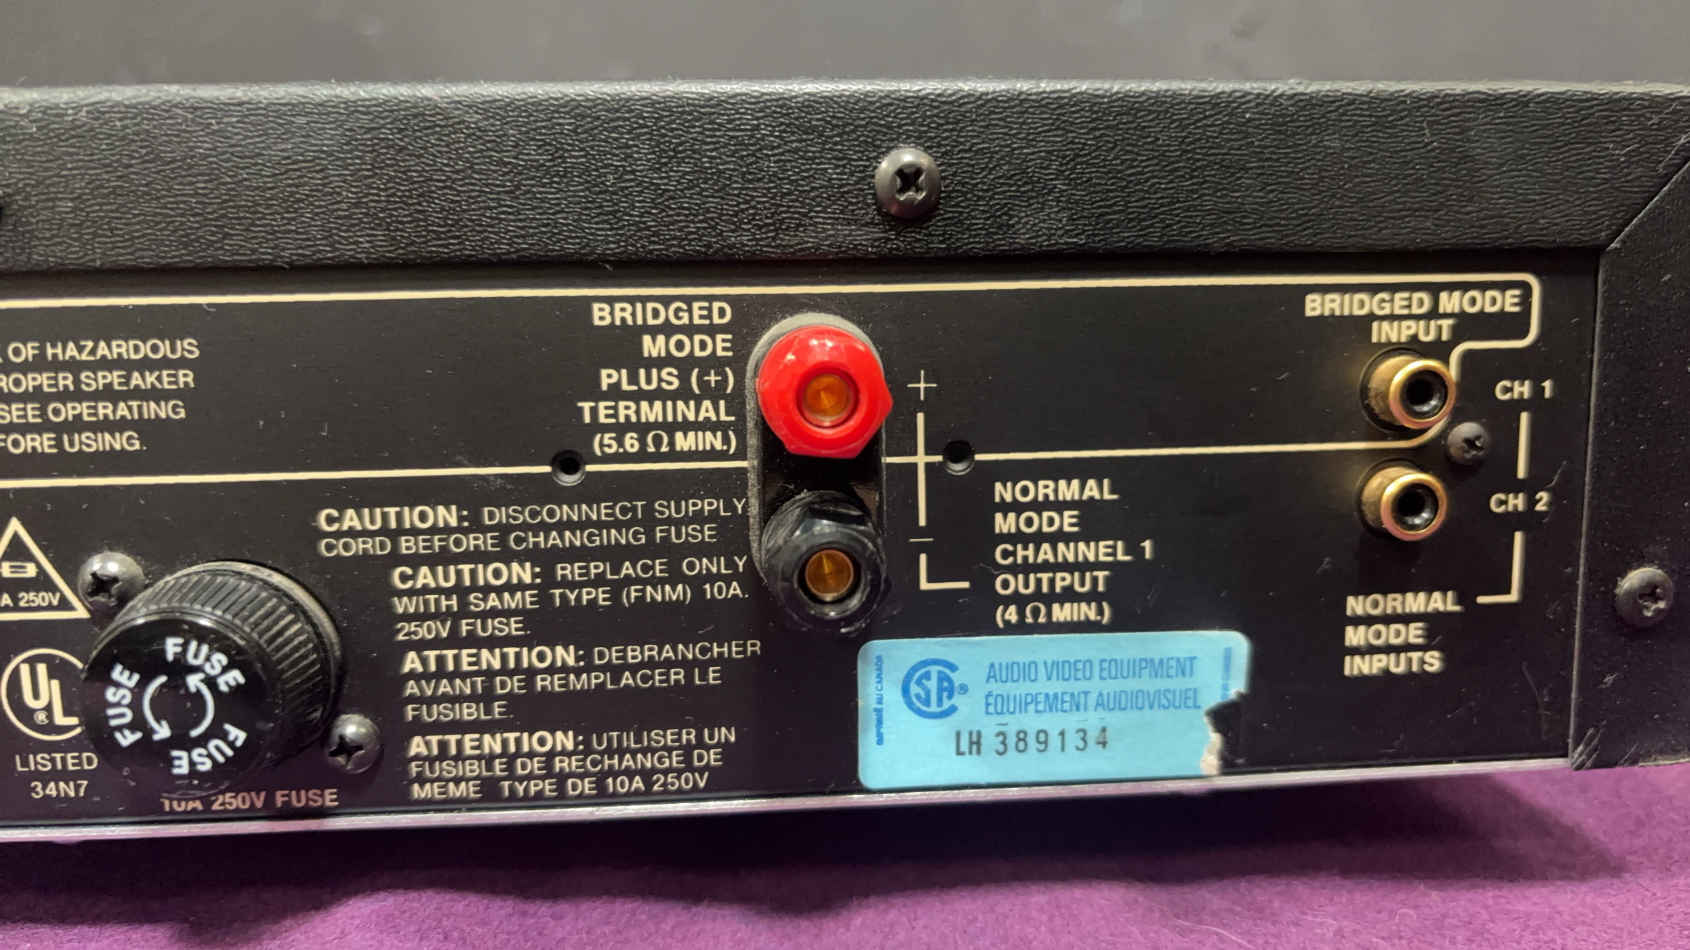 OF HAZARDOUS
ROPER SPEAKER
SEE OPERATING
FORE USING.
BRIDGED
MODE
PLUS (+)
TERMINAL
(5.6 Ω MIN.)
+
−
BRIDGED MODE
INPUT
CH 1
CH 2
NORMAL
MODE
INPUTS
NORMAL
MODE
CHANNEL 1
OUTPUT
(4 Ω MIN.)
CAUTION: DISCONNECT SUPPLY
CORD BEFORE CHANGING FUSE
CAUTION: REPLACE ONLY
WITH SAME TYPE (FNM) 10A.
250V FUSE.
ATTENTION: DEBRANCHER
AVANT DE REMPLACER LE
FUSIBLE.
ATTENTION: UTILISER UN
FUSIBLE DE RECHANGE DE
MEME TYPE DE 10A 250V
A 250V
UL ®
LISTED
34N7
FUSE
FUSE
FUSE
FUSE
10A 250V FUSE
CSA ®
AUDIO VIDEO EQUIPMENT
ÉQUIPEMENT AUDIOVISUEL
LH 389134